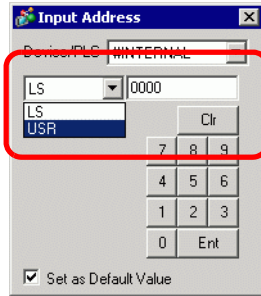 Input Address
Device/PLC #INTERNAL
LS 0000
LS
USR
Clr
7 8 9
4 5 6
1 2 3
0 Ent
Set as Default Value